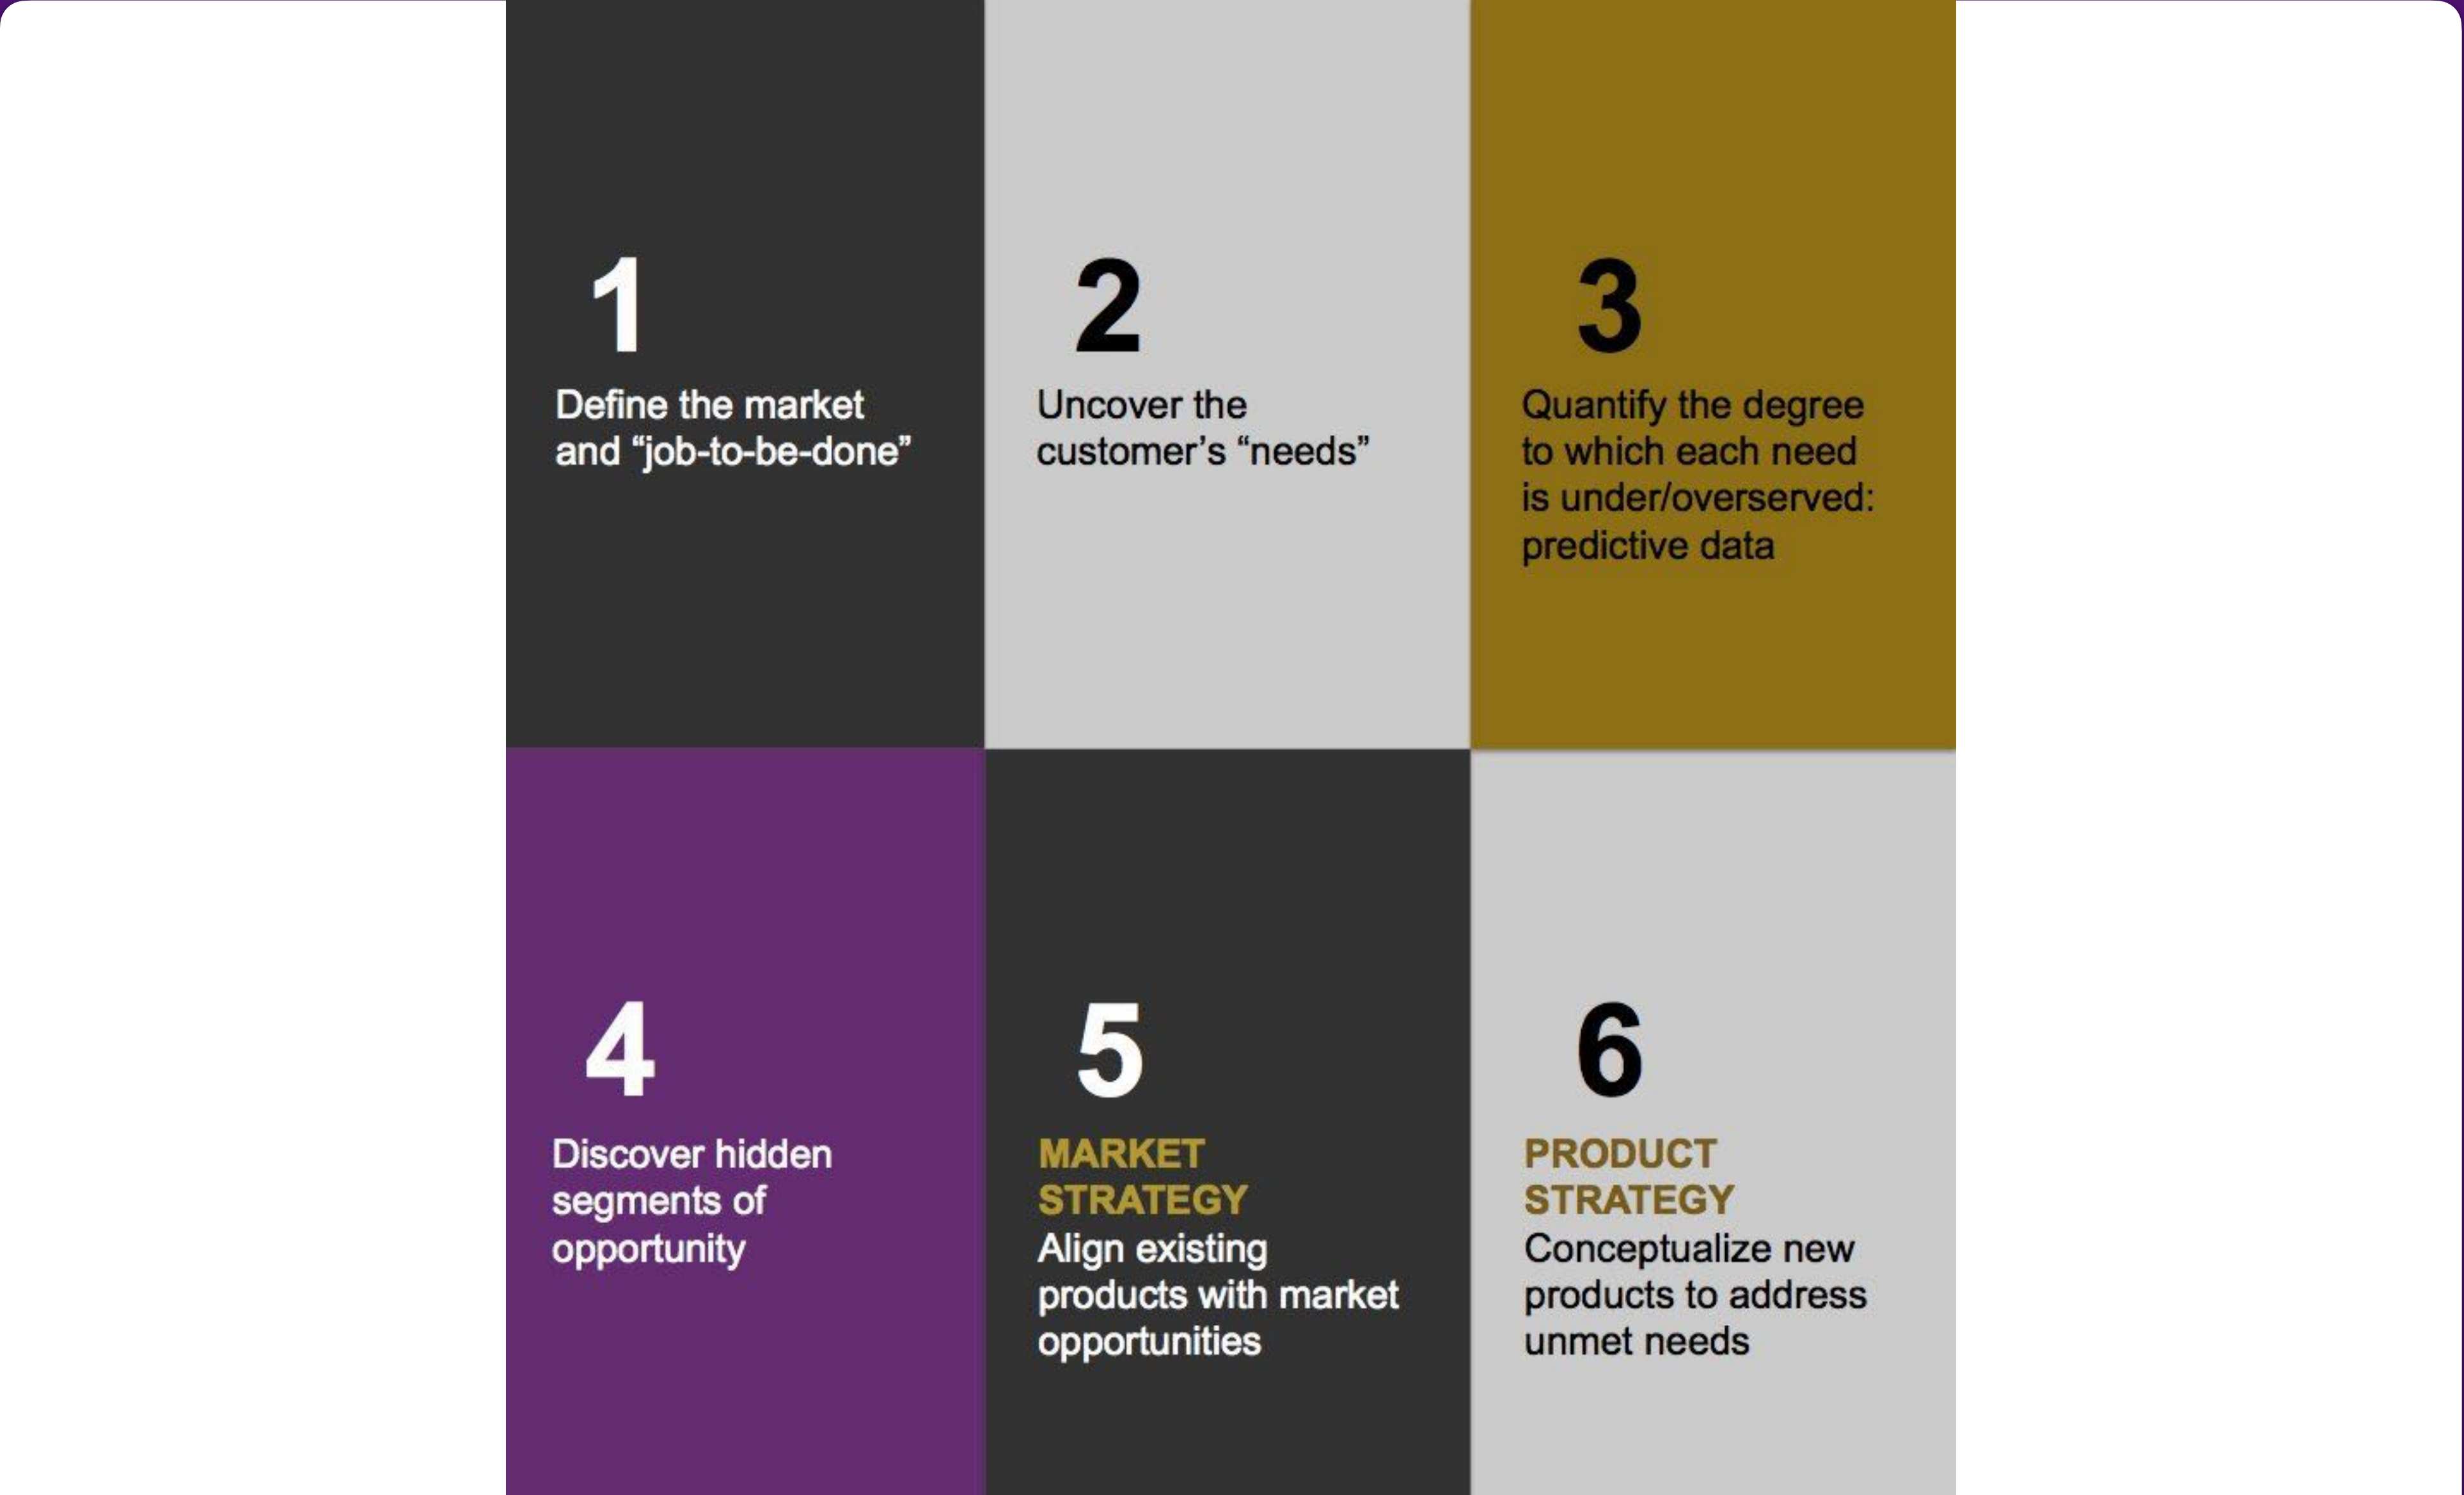 1
Define the market
and “job-to-be-done”
2
Uncover the
customer’s “needs”
3
Quantify the degree
to which each need
is under/overserved:
predictive data
4
Discover hidden
segments of
opportunity
5
MARKET
STRATEGY
Align existing
products with market
opportunities
6
PRODUCT
STRATEGY
Conceptualize new
products to address
unmet needs